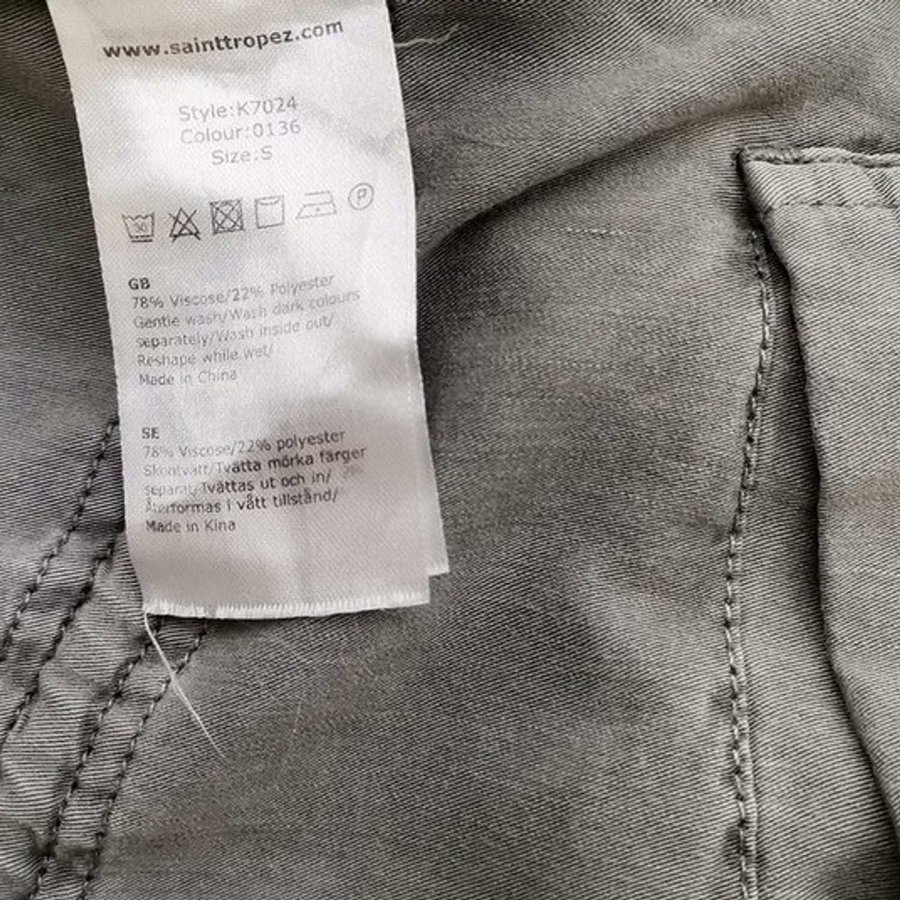 www.sainttropez.com
Style:K7024
Colour:0136
Size:S
30
P
GB
78% Viscose/22% Polyester
Gentle wash/Wash dark colours
separately/Wash inside out/
Reshape while wet/
Made in China
SE
78% Viscose/22% polyester
Skontvätt/Tvätta mörka färger
separat/Tvättas ut och in/
Återformas i vått tillstånd/
Made in Kina